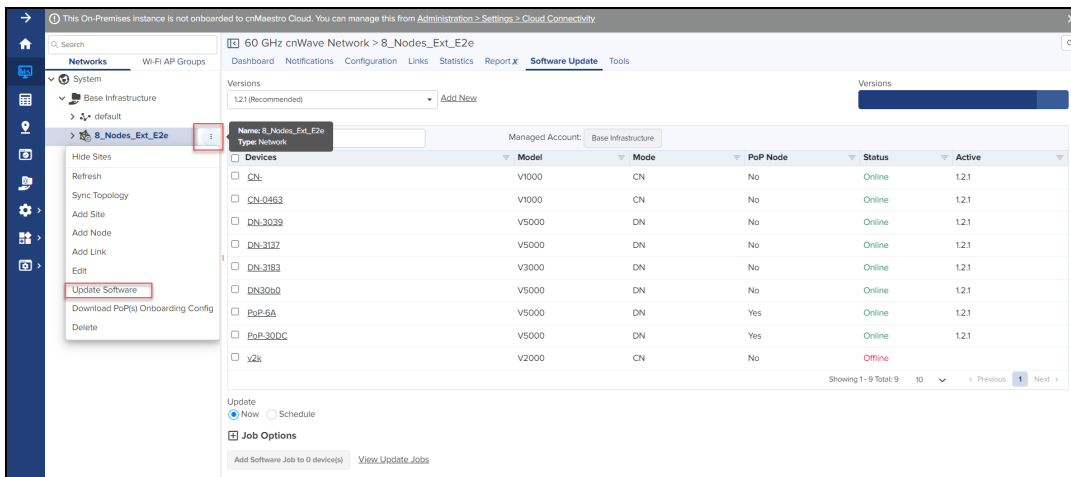 This On-Premises instance is not onboarded to cnMaestro Cloud. You can manage this from Administration > Settings > Cloud Connectivity
Search
Networks Wi-Fi AP Groups
System
Base Infrastructure
default
8_Nodes_Ext_E2e
Hide Sites
Refresh
Sync Topology
Add Site
Add Node
Add Link
Edit
Update Software
Download PoP(s) Onboarding Config
Delete
Name: 8_Nodes_Ext_E2e
Type: Network
60 GHz cnWave Network > 8_Nodes_Ext_E2e
Dashboard Notifications Configuration Links Statistics Report X Software Update Tools
Versions
1.2.1 (Recommended) Add New
Versions
Managed Account: Base Infrastructure
Devices Model Mode PoP Node Status Active
CN- V1000 CN No Online 1.2.1
CN-0463 V1000 CN No Online 1.2.1
DN-3039 V5000 DN No Online 1.2.1
DN-3137 V5000 DN No Online 1.2.1
DN-3183 V3000 DN No Online 1.2.1
DN30b0 V5000 DN No Online 1.2.1
PoP-6A V5000 DN Yes Online 1.2.1
PoP-30DC V5000 DN Yes Online 1.2.1
v2k V2000 CN No Offline
Showing 1 - 9 Total: 9 10 < Previous 1 Next >
Update
Now Schedule
Job Options
Add Software Job to 0 device(s) View Update Jobs